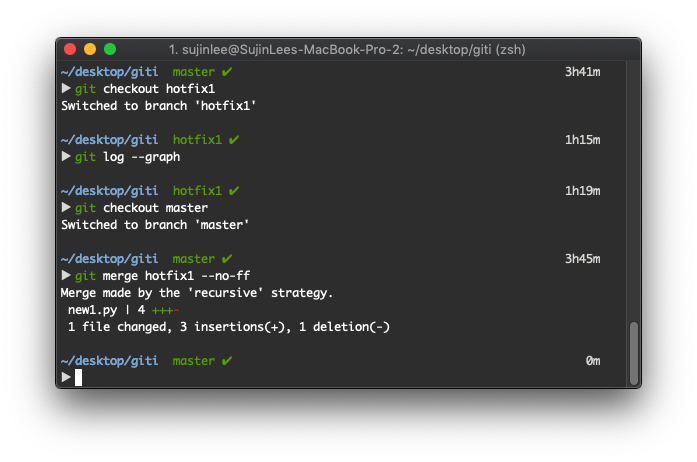 1. sujinlee@SujinLees-MacBook-Pro-2: ~/desktop/giti (zsh)
~/desktop/giti master ✔ 3h41m
▶ git checkout hotfix1
Switched to branch 'hotfix1'
~/desktop/giti hotfix1 ✔ 1h15m
▶ git log --graph
~/desktop/giti hotfix1 ✔ 1h19m
▶ git checkout master
Switched to branch 'master'
~/desktop/giti master ✔ 3h45m
▶ git merge hotfix1 --no-ff
Merge made by the 'recursive' strategy.
new1.py | 4 +++-
1 file changed, 3 insertions(+), 1 deletion(-)
~/desktop/giti master ✔ 0m
▶